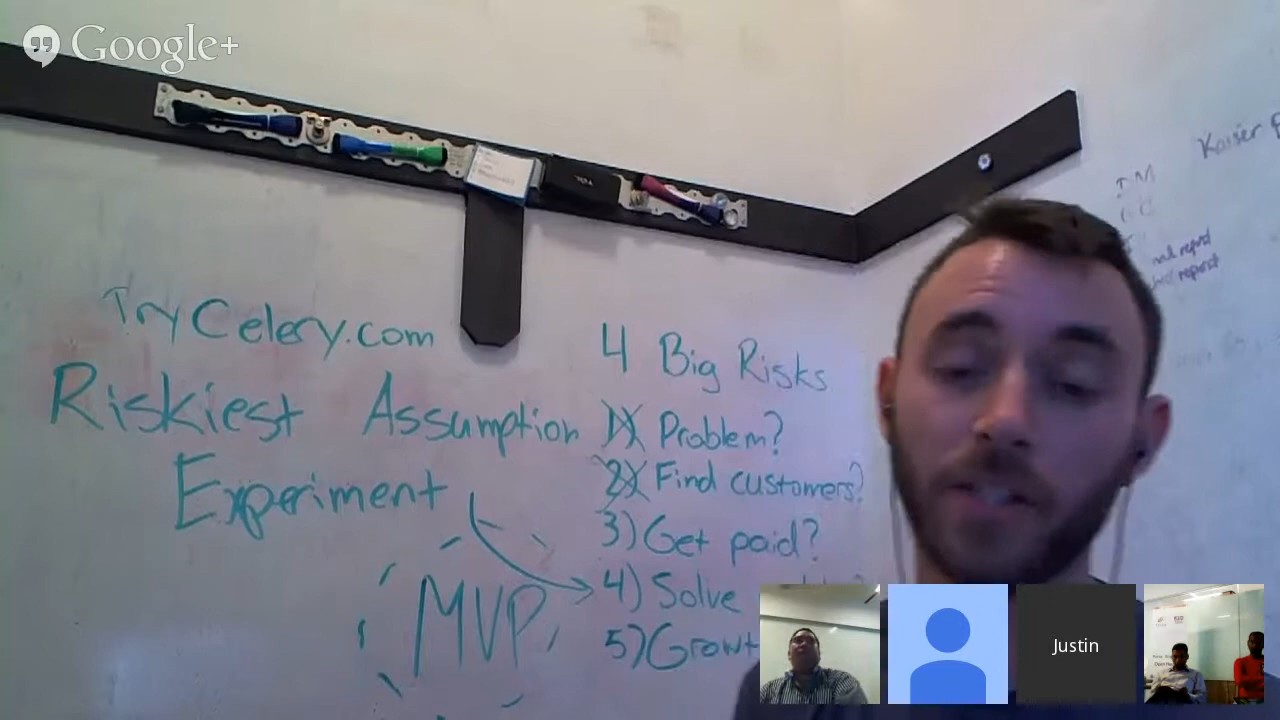 Google+
Kaiser
TryCelery.com
4 Big Risks
Riskiest Assumption
1) Problem?
Experiment
2) Find customers?
3) Get paid?
4) Solve
MVP
5) Growt
Justin